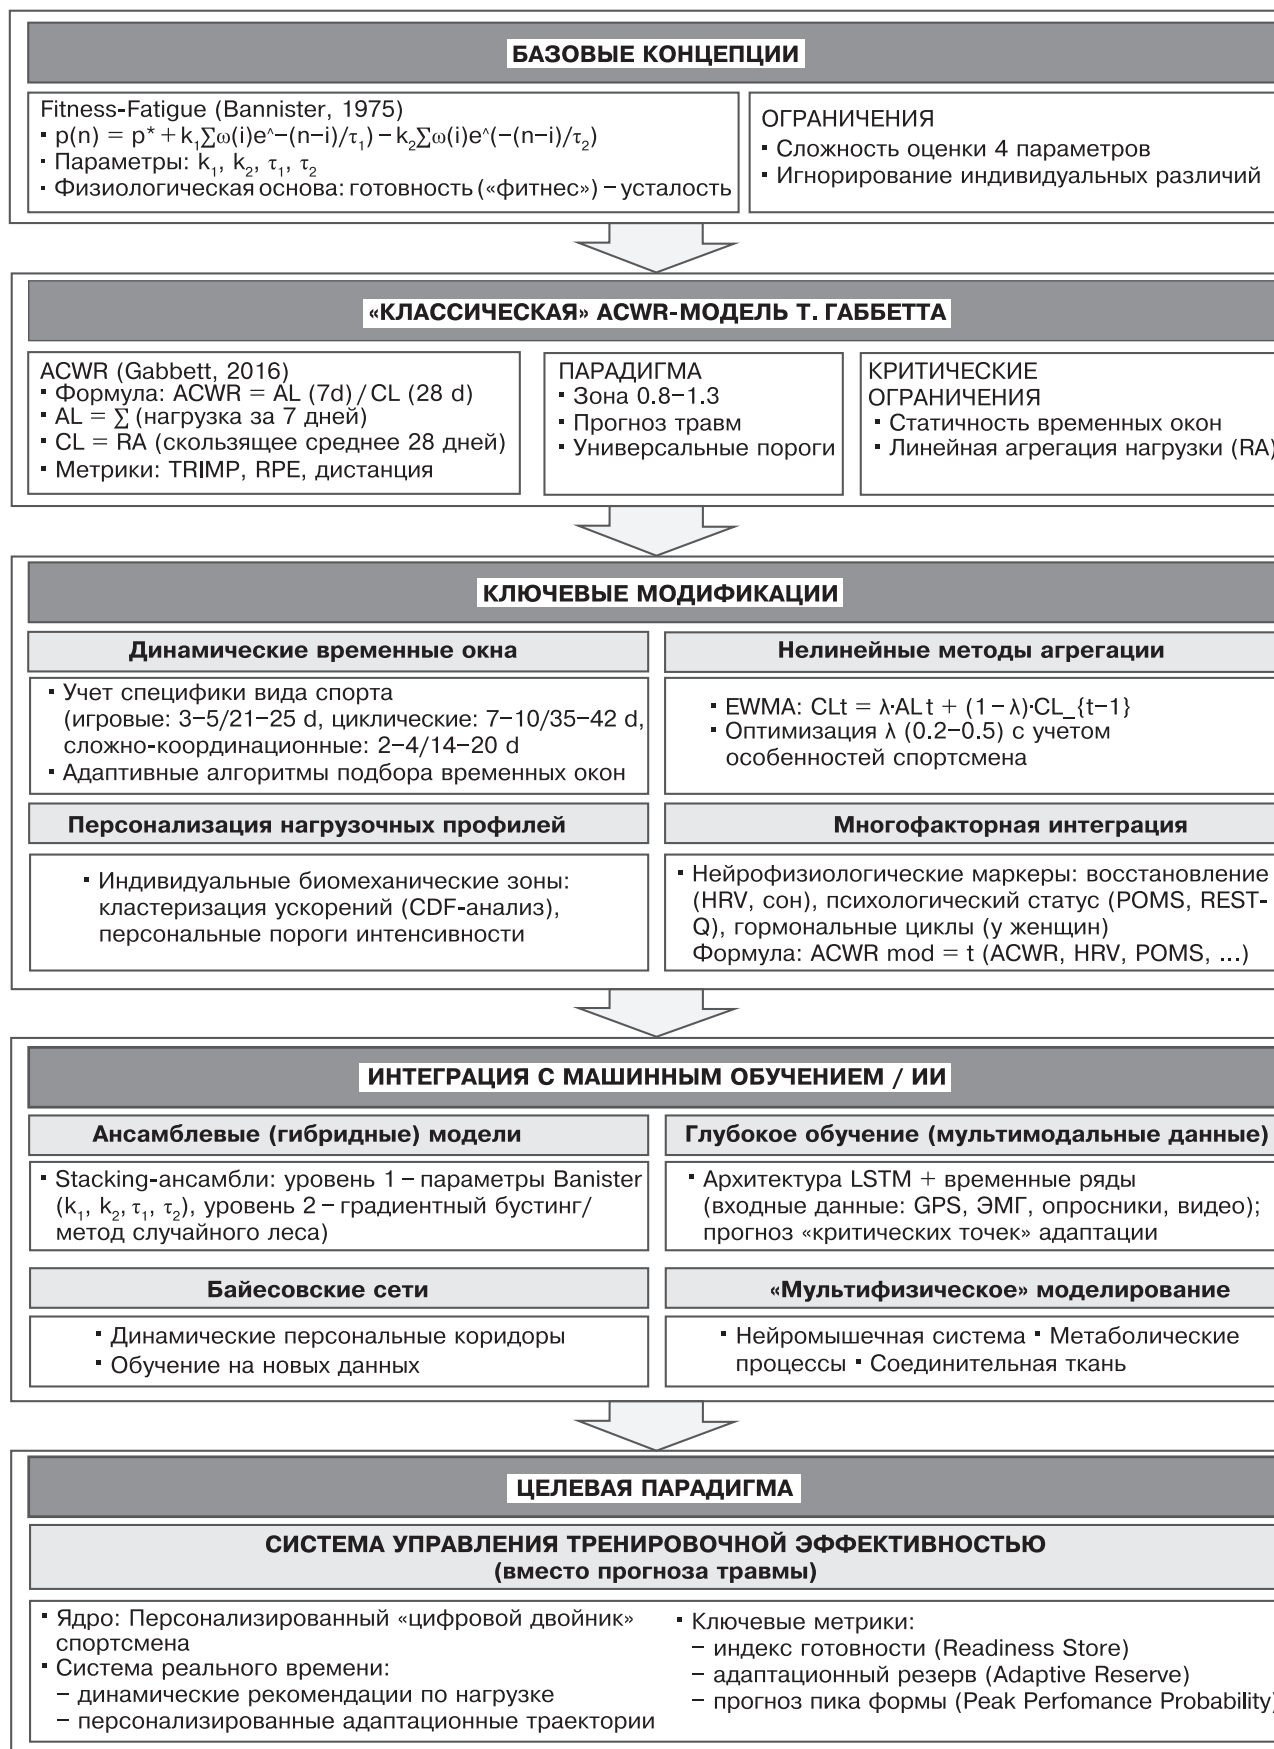 БАЗОВЫЕ КОНЦЕПЦИИ
Fitness-Fatigue (Bannister, 1975)
▪ p(n) = p* + k₁∑ω(i)e^–(n–i)/τ₁) – k₂∑ω(i)e^(–(n–i)/τ₂)
▪ Параметры: k₁, k₂, τ₁, τ₂
▪ Физиологическая основа: готовность («фитнес») – усталость
ОГРАНИЧЕНИЯ
▪ Сложность оценки 4 параметров
▪ Игнорирование индивидуальных различий
«КЛАССИЧЕСКАЯ» ACWR-МОДЕЛЬ Т. ГАББЕТТА
ACWR (Gabbett, 2016)
▪ Формула: ACWR = AL (7d) / CL (28 d)
▪ AL = ∑ (нагрузка за 7 дней)
▪ CL = RA (скользящее среднее 28 дней)
▪ Метрики: TRIMP, RPE, дистанция
ПАРАДИГМА
▪ Зона 0.8–1.3
▪ Прогноз травм
▪ Универсальные пороги
КРИТИЧЕСКИЕ
ОГРАНИЧЕНИЯ
▪ Статичность временных окон
▪ Линейная агрегация нагрузки (RA)
КЛЮЧЕВЫЕ МОДИФИКАЦИИ
Динамические временные окна
▪ Учет специфики вида спорта
(игровые: 3–5/21–25 d, циклические: 7–10/35–42 d,
сложно-координационные: 2–4/14–20 d
▪ Адаптивные алгоритмы подбора временных окон
Нелинейные методы агрегации
▪ EWMA: CLt = λ·ALt + (1 – λ)·CL_{t–1}
▪ Оптимизация λ (0.2–0.5) с учетом
особенностей спортсмена
Персонализация нагрузочных профилей
▪ Индивидуальные биомеханические зоны:
кластеризация ускорений (CDF-анализ),
персональные пороги интенсивности
Многофакторная интеграция
▪ Нейрофизиологические маркеры: восстановление
(HRV, сон), психологический статус (POMS, REST-
Q), гормональные циклы (у женщин)
Формула: ACWR mod = t (ACWR, HRV, POMS, ...)
ИНТЕГРАЦИЯ С МАШИННЫМ ОБУЧЕНИЕМ / ИИ
Ансамблевые (гибридные) модели
▪ Stacking-ансамбли: уровень 1 – параметры Banister
(k₁, k₂, τ₁, τ₂), уровень 2 – градиентный бустинг/
метод случайного леса)
Глубокое обучение (мультимодальные данные)
▪ Архитектура LSTM + временные ряды
(входные данные: GPS, ЭМГ, опросники, видео);
прогноз «критических точек» адаптации
Байесовские сети
▪ Динамические персональные коридоры
▪ Обучение на новых данных
«Мультифизическое» моделирование
▪ Нейромышечная система ▪ Метаболические
процессы ▪ Соединительная ткань
ЦЕЛЕВАЯ ПАРАДИГМА
СИСТЕМА УПРАВЛЕНИЯ ТРЕНИРОВОЧНОЙ ЭФФЕКТИВНОСТЬЮ
(вместо прогноза травмы)
▪ Ядро: Персонализированный «цифровой двойник»
спортсмена
▪ Система реального времени:
– динамические рекомендации по нагрузке
– персонализированные адаптационные траектории
▪ Ключевые метрики:
– индекс готовности (Readiness Store)
– адаптационный резерв (Adaptive Reserve)
– прогноз пика формы (Peak Perfomance Probability)